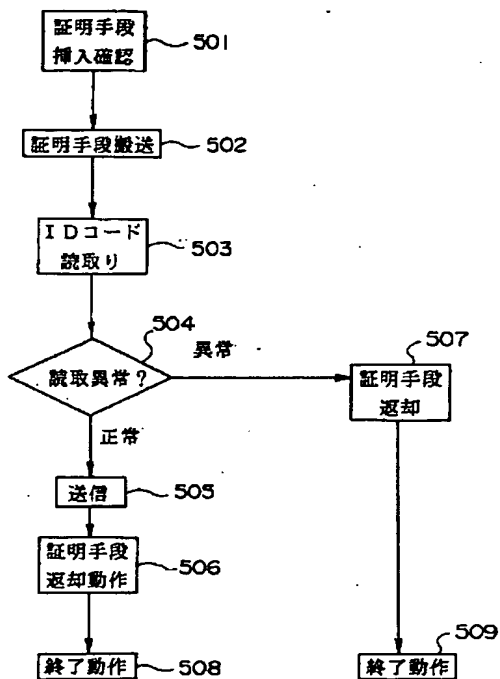 証明手段
挿入確認
501
証明手段搬送
502
IDコード
読取り
503
504
読取異常?
異常
507
証明手段
返却
正常
送信
505
証明手段
返却動作
506
終了動作
508
509
終了動作